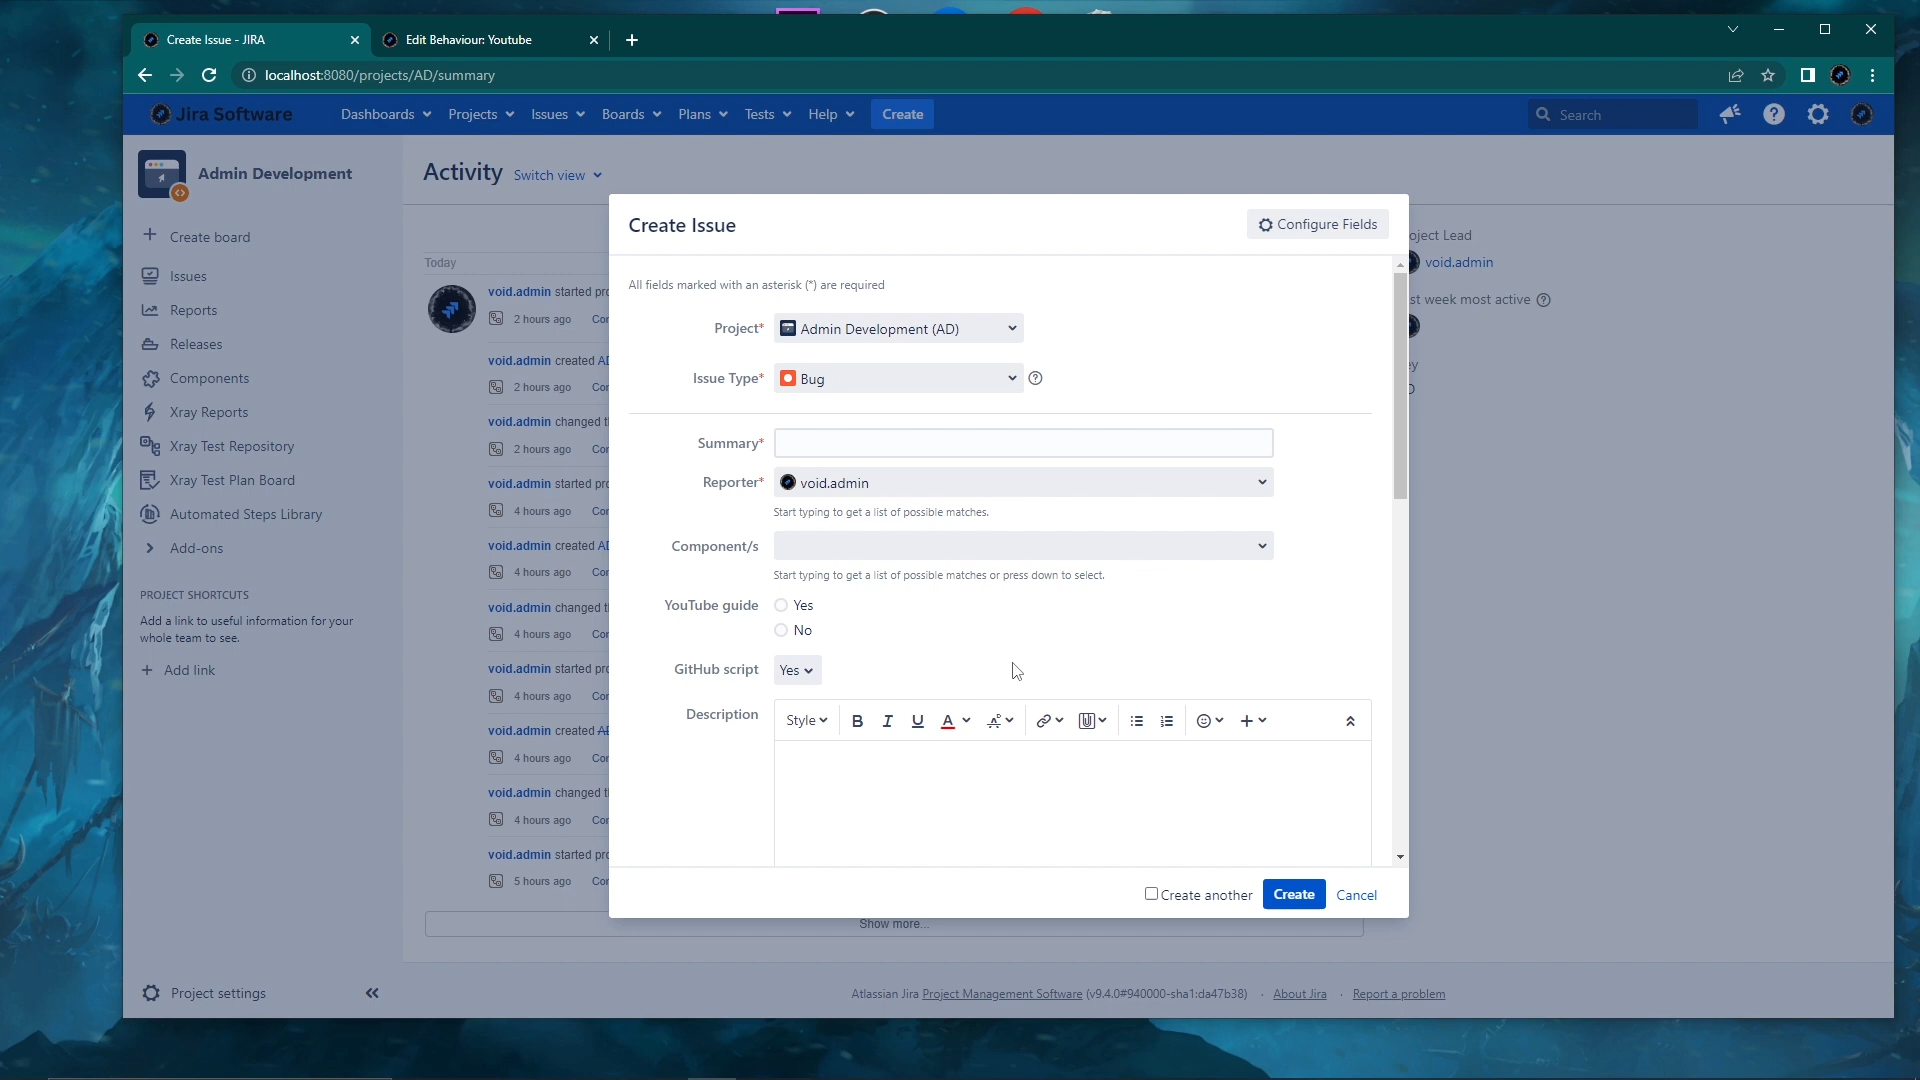 Create Issue - JIRA
Edit Behaviour: Youtube
localhost:8080/projects/AD/summary
Jira Software
Dashboards
Projects
Issues
Boards
Plans
Tests
Help
Create
Search
Admin Development
Create board
Issues
Reports
Releases
Components
Xray Reports
Xray Test Repository
Xray Test Plan Board
Automated Steps Library
Add-ons
PROJECT SHORTCUTS
Add a link to useful information for your
whole team to see.
+ Add link
Project settings
Activity Switch view
Today
void.admin started
2 hours ago
void.admin created
2 hours ago
void.admin changed
2 hours ago
void.admin started
4 hours ago
void.admin created
4 hours ago
void.admin changed
4 hours ago
void.admin started
4 hours ago
void.admin created
4 hours ago
void.admin changed
4 hours ago
void.admin started
5 hours ago
Show more...
Lead
void.admin
week most active
Create Issue
Configure Fields
All fields marked with an asterisk (*) are required
Project* Admin Development (AD)
Issue Type* Bug
Summary*
Reporter* void.admin
Start typing to get a list of possible matches.
Component/s
Start typing to get a list of possible matches or press down to select.
YouTube guide Yes
No
GitHub script Yes
Description
Style B I U A
Create another Create Cancel
Atlassian Jira Project Management Software (v9.4.0#940000-sha1:da47b38) · About Jira · Report a problem